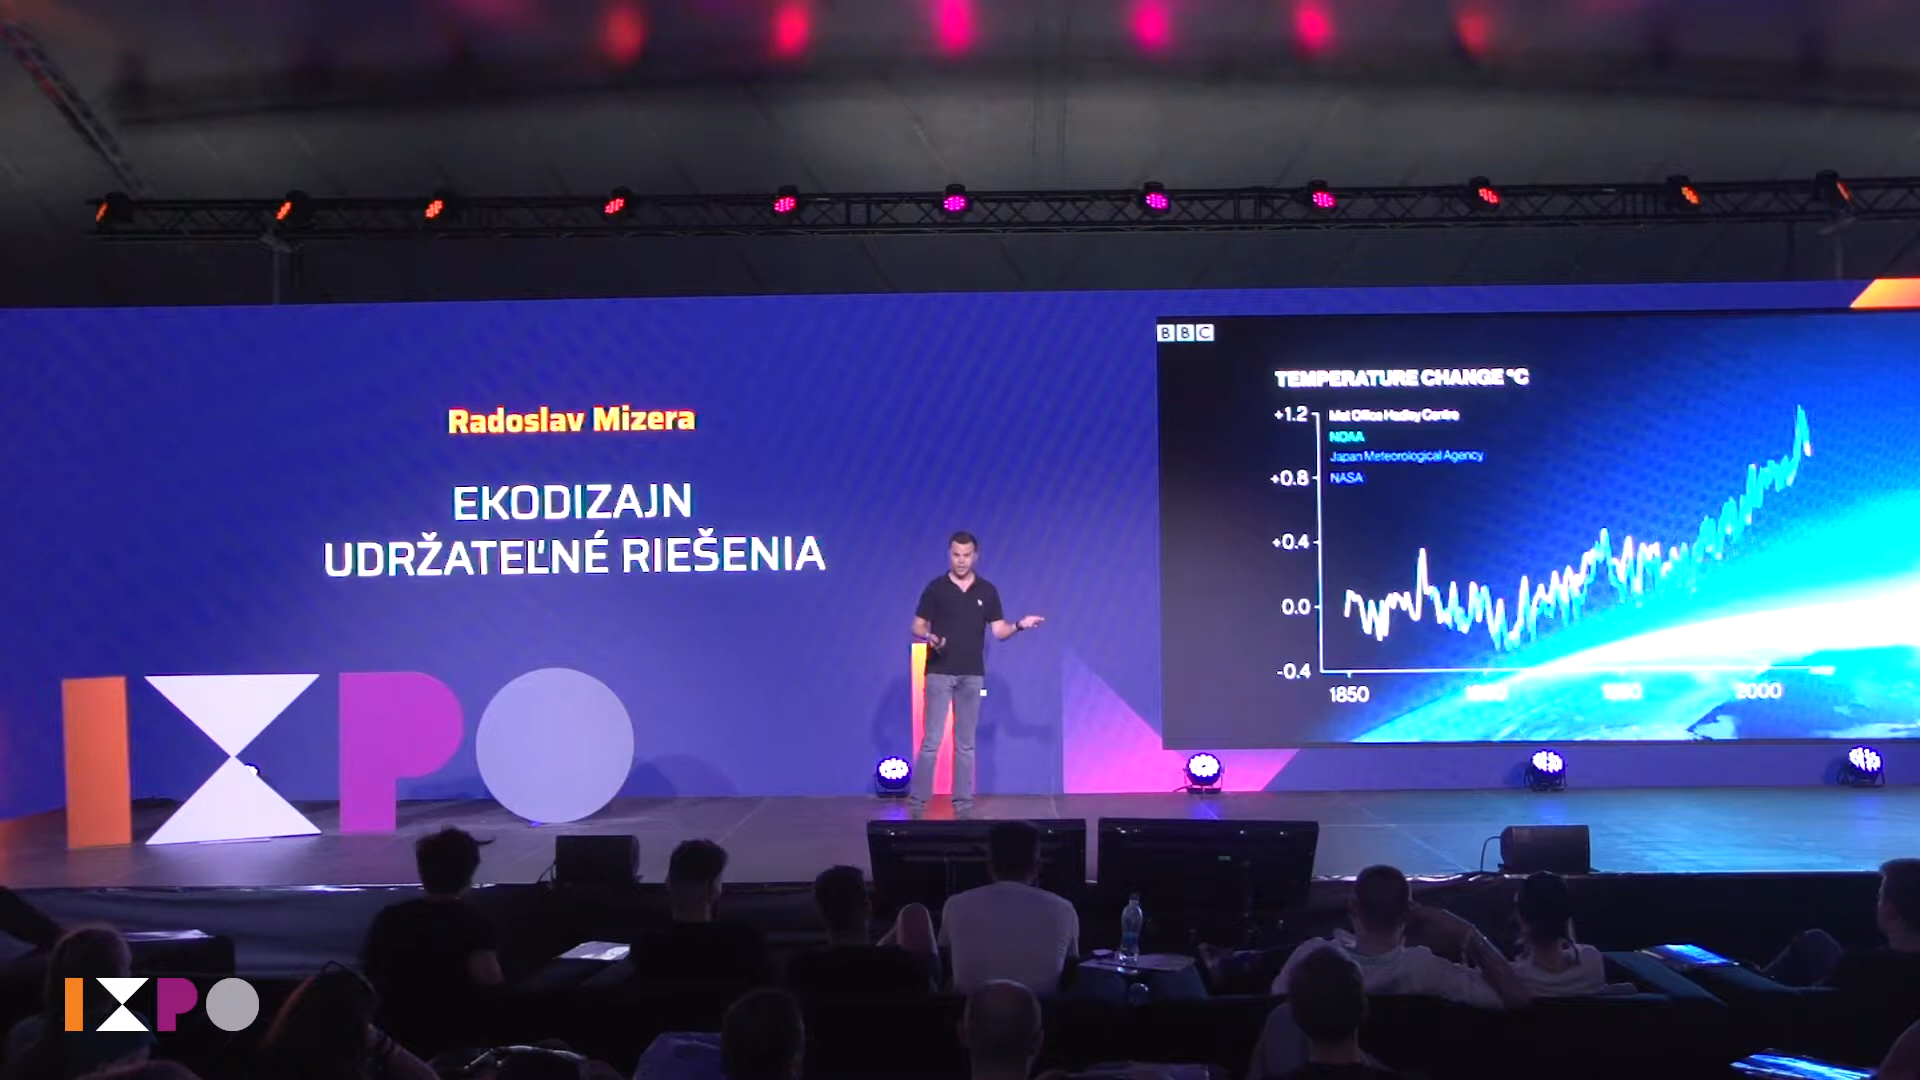 Radoslav Mizera
EKODIZAJN
UDRŽATEĽNÉ RIEŠENIA
BBC
TEMPERATURE CHANGE °C
+1.2
Met Office Hadley Centre
NOAA
Japan Meteorological Agency
NASA
+0.8
+0.4
0.0
-0.4
1850
2000
IXPO
IXPO